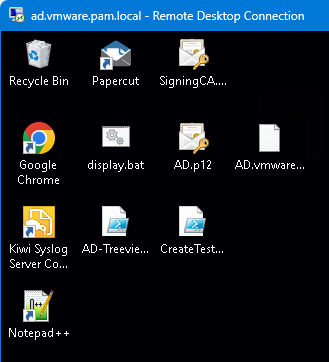 ad.vmware.pam.local - Remote Desktop Connection
Recycle Bin
Papercut
SigningCA....
Google
Chrome
display.bat
AD.p12
AD.vmware...
Kiwi Syslog
Server Co...
AD-Treevie...
CreateTest...
Notepad++